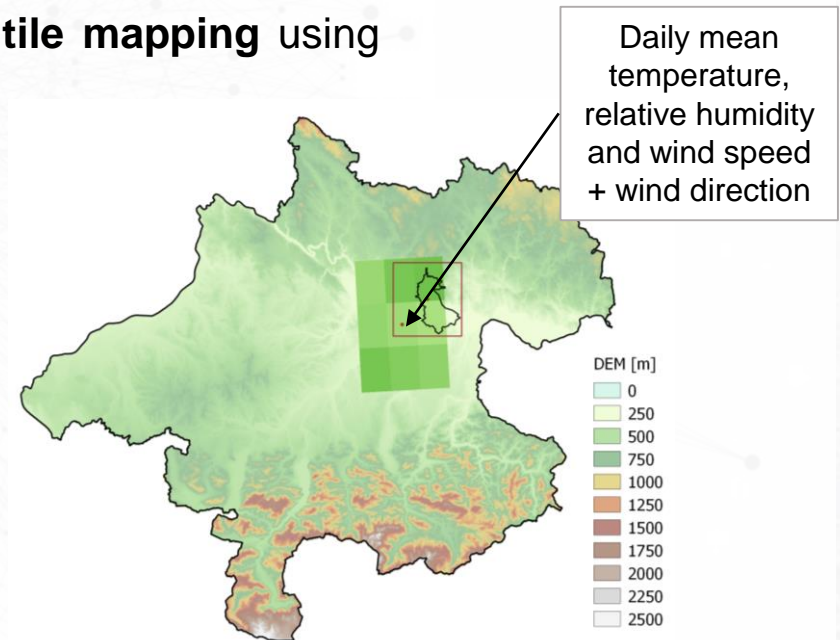 tile mapping using
Daily mean
temperature,
relative humidity
and wind speed
+ wind direction
DEM [m]
0
250
500
750
1000
1250
1500
1750
2000
2250
2500